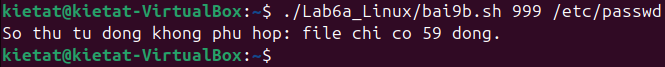 kietat@kietat-VirtualBox:~$ ./Lab6a_Linux/bai9b.sh 999 /etc/passwd
So thu tu dong khong phu hop: file chi co 59 dong.
kietat@kietat-VirtualBox:~$